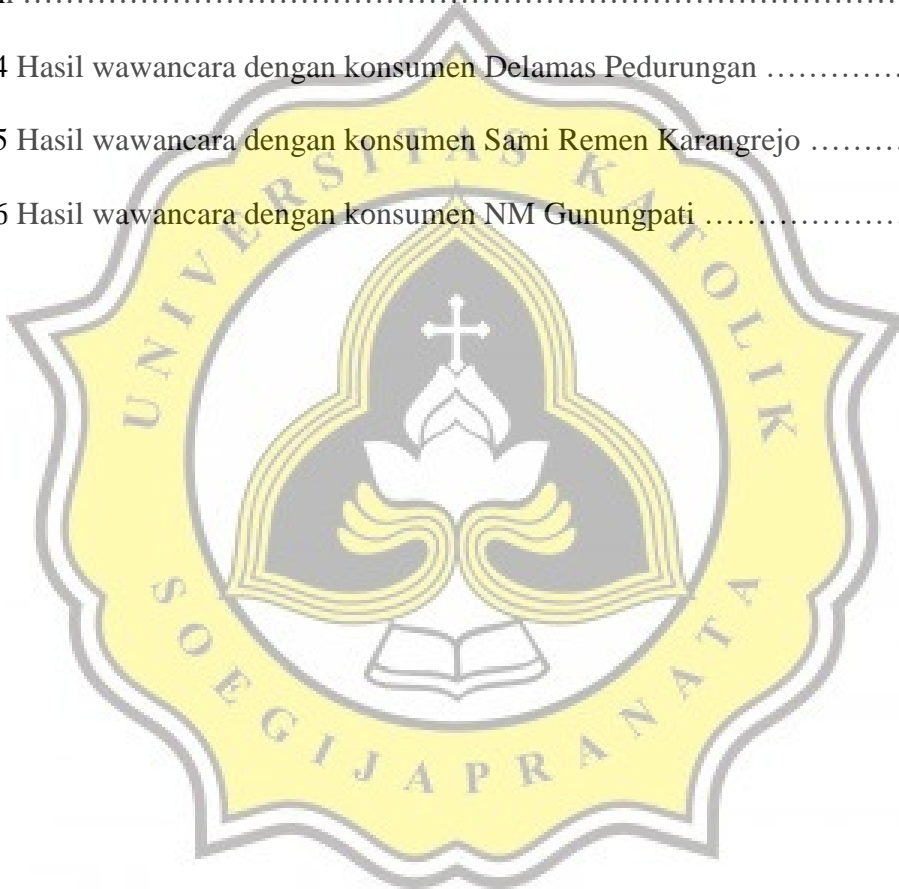 4 Hasil wawancara dengan konsumen Delamas Pedurungan ……………
5 Hasil wawancara dengan konsumen Sami Remen Karangrejo ………
6 Hasil wawancara dengan konsumen NM Gunungpati …………………
UNIVERSITAS KATOLIK
SOEGIJAPRANATA